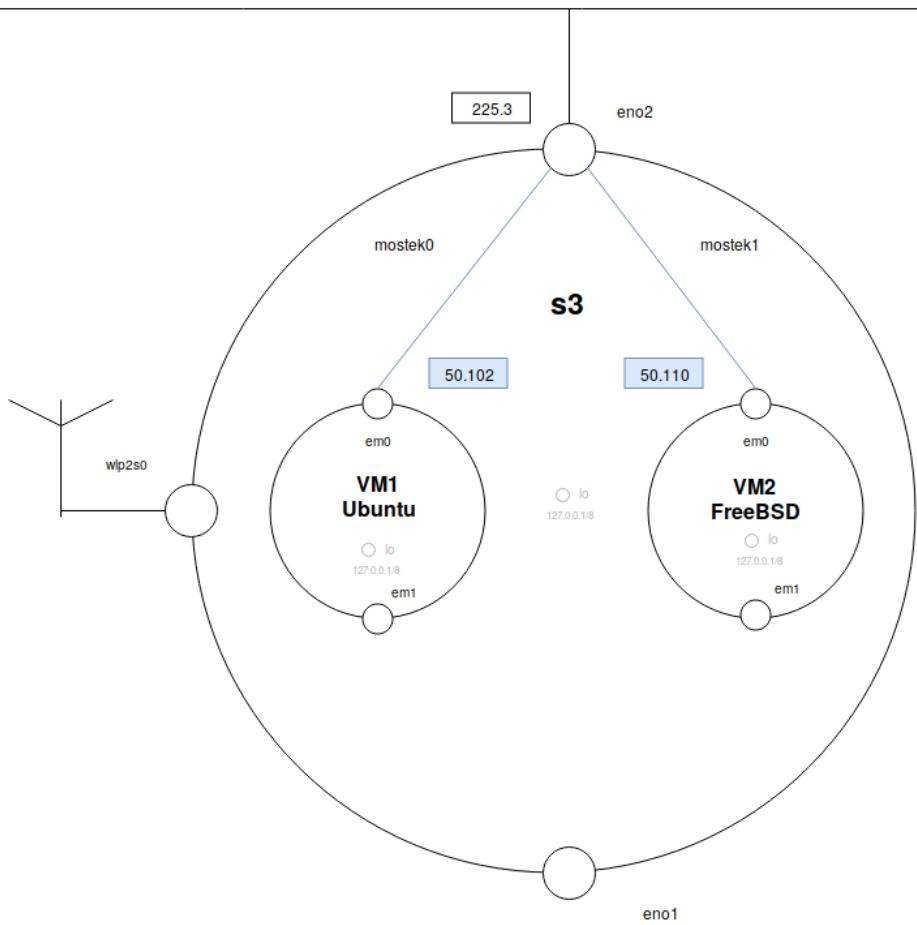 225.3
eno2
mostek0
mostek1
s3
50.102
50.110
em0
em0
wlp2s0
VM1
Ubuntu
lo
127.0.0.1/8
VM2
FreeBSD
lo
127.0.0.1/8
lo
127.0.0.1/8
em1
em1
eno1